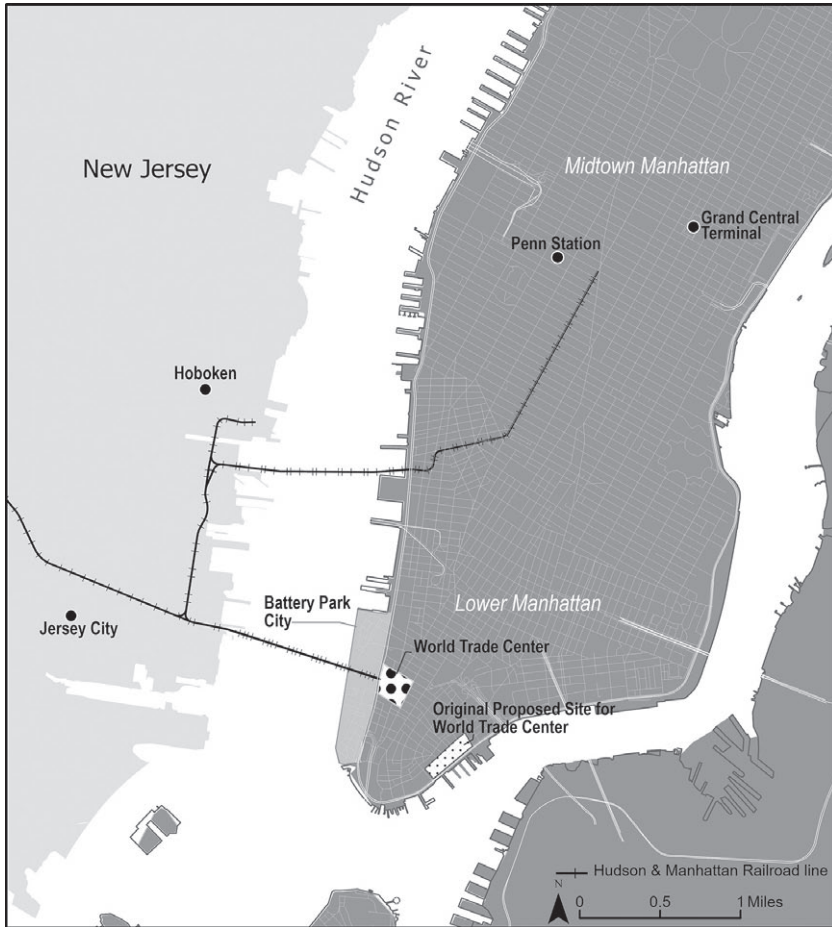 Hudson River
New Jersey
Midtown Manhattan
Grand Central
Terminal
Penn Station
Hoboken
Battery Park
City
Lower Manhattan
Jersey City
World Trade Center
Original Proposed Site for
World Trade Center
Hudson & Manhattan Railroad line
N
0 0.5 1 Miles